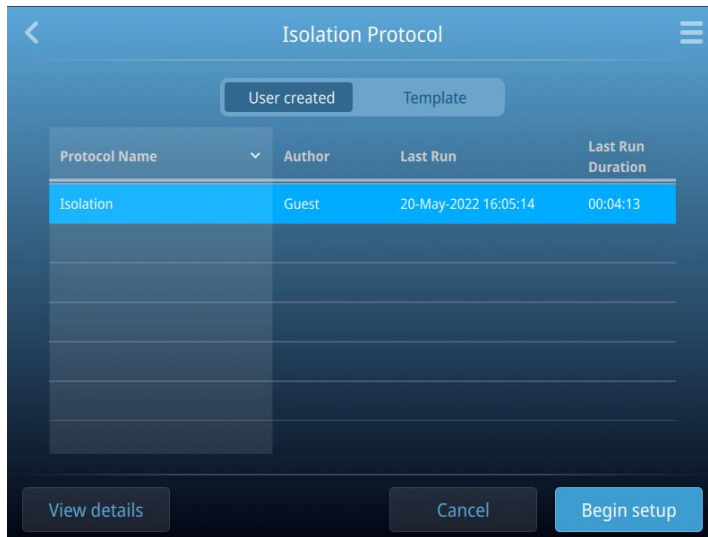 Isolation Protocol
User created Template
Protocol Name Author Last Run Last Run Duration
Isolation Guest 20-May-2022 16:05:14 00:04:13
View details Cancel Begin setup